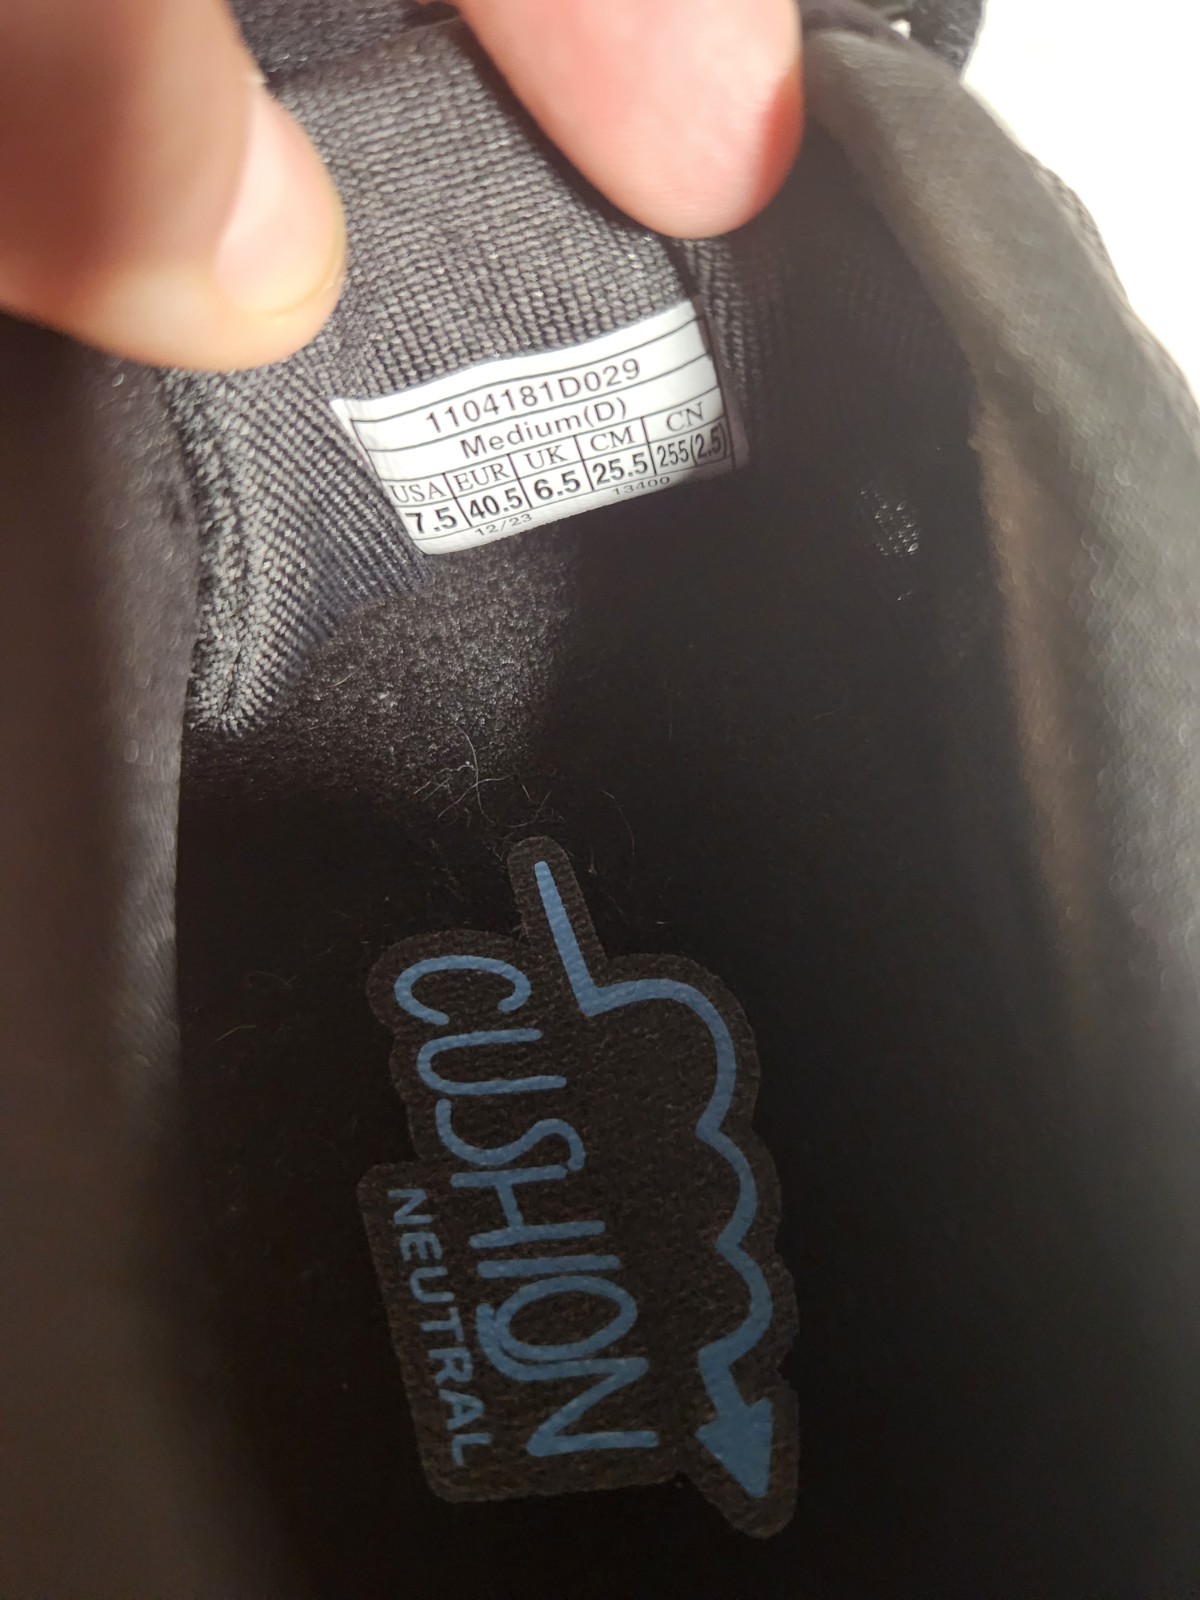 1104181D029
Medium(D)
USA EUR UK CM CN
7.5 40.5 6.5 25.5 255(2.5)
12/23 13400
CUSHION
NEUTRAL